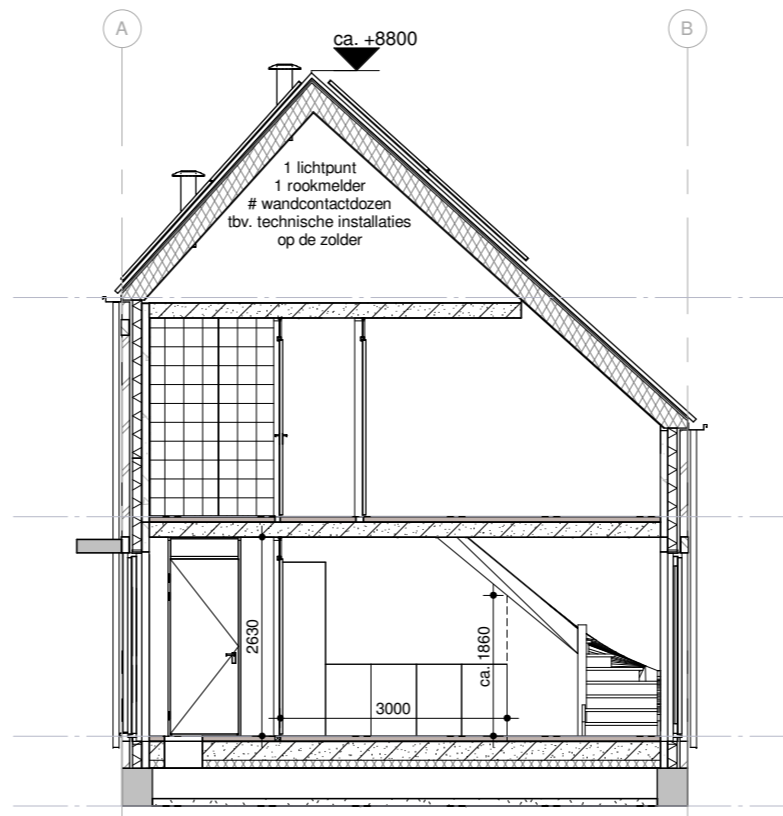 A
B
ca. +8800
1 lichtpunt
1 rookmelder
# wandcontactdozen
tbv. technische installaties
op de zolder
2630
ca. 1860
3000